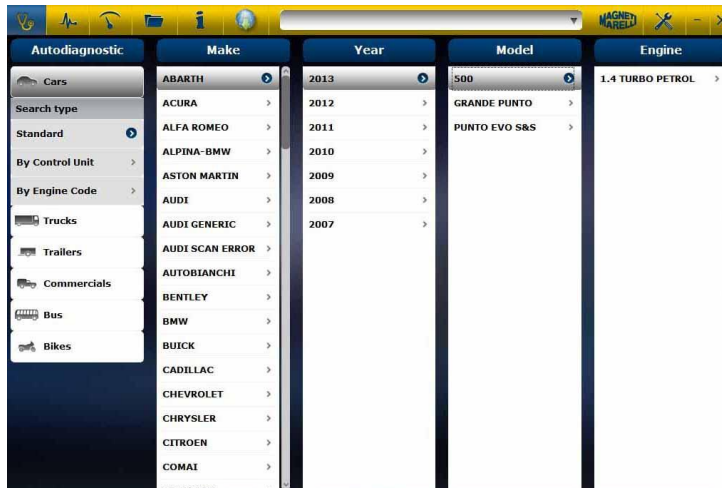 MAGNETI
MARELLI
Autodiagnostic
Make
Year
Model
Engine
Cars
Search type
Standard
By Control Unit
By Engine Code
Trucks
Trailers
Commercials
Bus
Bikes
ABARTH
ACURA
ALFA ROMEO
ALPINA-BMW
ASTON MARTIN
AUDI
AUDI GENERIC
AUDI SCAN ERROR
AUTOBIANCHI
BENTLEY
BMW
BUICK
CADILLAC
CHEVROLET
CHRYSLER
CITROEN
COMAI
2013
2012
2011
2010
2009
2008
2007
500
GRANDE PUNTO
PUNTO EVO S&S
1.4 TURBO PETROL